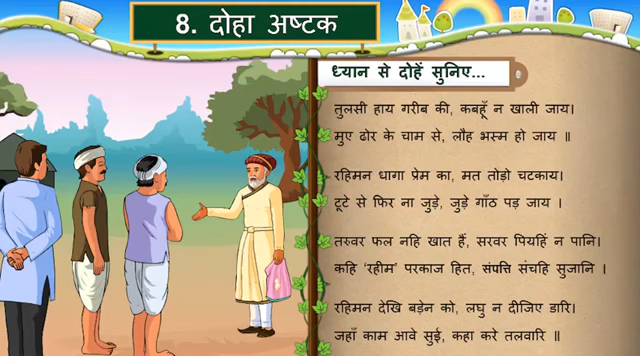 8. दोहा अष्टक
ध्यान से दोहें सुनिए...
तुलसी हाय गरीब की, कबहूँ न खाली जाय।
मुए ढोर के चाम से, लौह भस्म हो जाय ॥
रहिमन धागा प्रेम का, मत तोड़ो चटकाय।
टूटे से फिर ना जुड़े, जुड़े गाँठ पड़ जाय ।
तरुवर फल नहि खात हैं, सरवर पियहिं न पानि।
कहि ‘रहीम’ परकाज हित, संपत्ति संचहि सुजानि ।
रहिमन देखि बड़ेन को, लघु न दीजिए डारि।
जहाँ काम आवे सुई, कहा करे तलवारि ॥